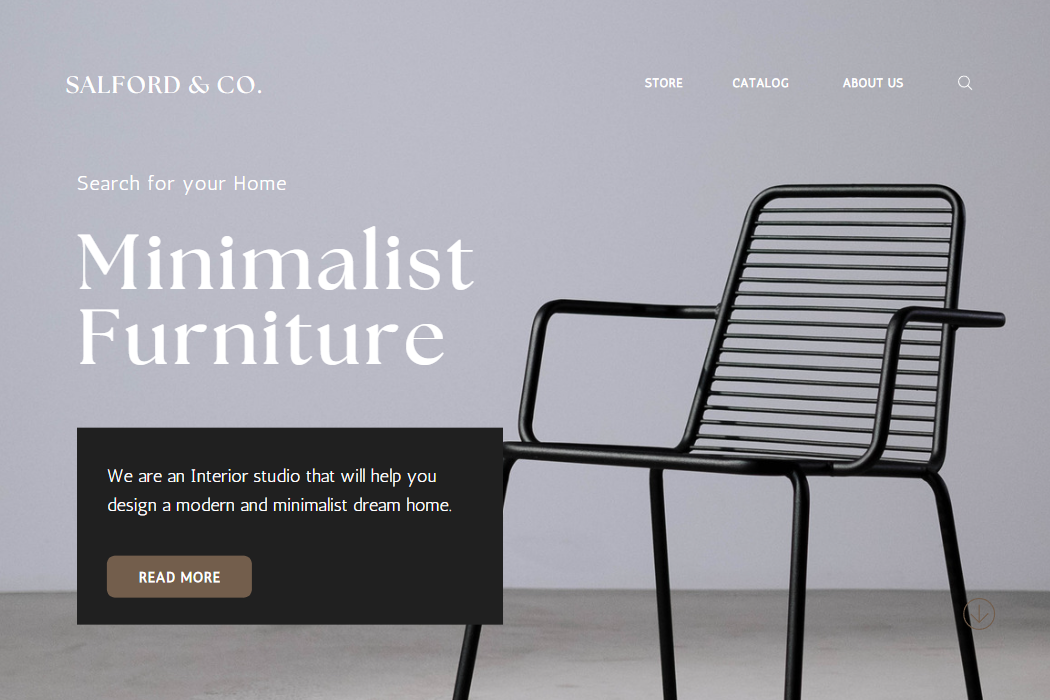 SALFORD & CO.
STORE
CATALOG
ABOUT US
Search for your Home
Minimalist
Furniture
We are an Interior studio that will help you
design a modern and minimalist dream home.
READ MORE